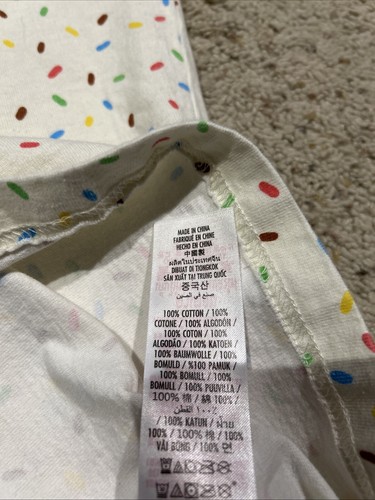 MADE IN CHINA
FABRIQUÉ EN CHINE
HECHO EN CHINA
中國製
ผลิตในประเทศจีน
DIBUAT DI TIONGKOK
SẢN XUẤT TẠI TRUNG QUỐC
중국산
صنع في الصين
100% COTTON / 100%
COTONE / 100% ALGODÓN /
100% COTON / 100%
ALGODÃO / 100% KATOEN /
100% BAUMWOLLE / 100%
BOMULD / %100 PAMUK /
100% BOMULL / 100%
BOMULL / 100% PUUVILLA /
100% 棉 / 綿 100% /
١٠٠٪ القطن
/ 100% KATUN / ฝ้าย
100% / 100% 棉 / 100%
VẢI BÔNG / 100% 면